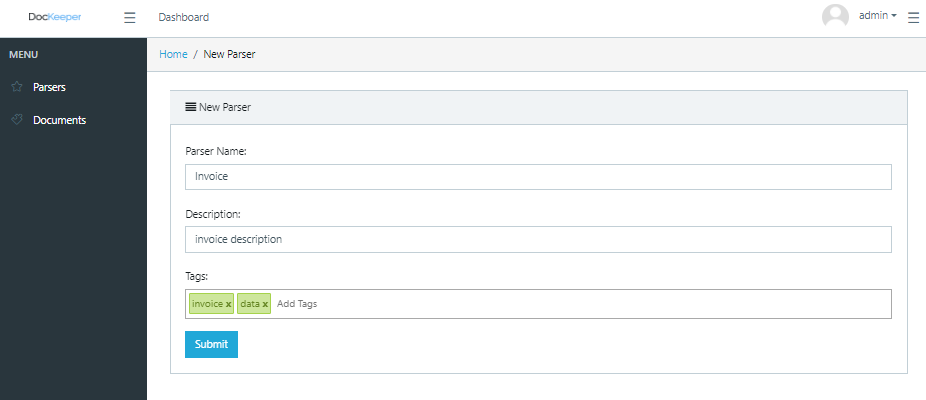 DocKeeper
Dashboard
admin
MENU
Parsers
Documents
Home / New Parser
New Parser
Parser Name:
Invoice
Description:
invoice description
Tags:
invoice x data x Add Tags
Submit